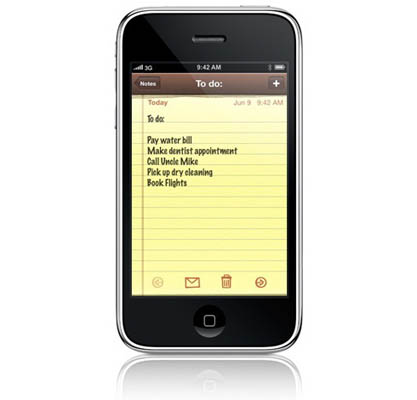 3G 9:42 AM
Notes To do: +
Today Jun 9 9:42 AM
To do:
Pay water bill
Make dentist appointment
Call Uncle Mike
Pick up dry cleaning
Book Flights